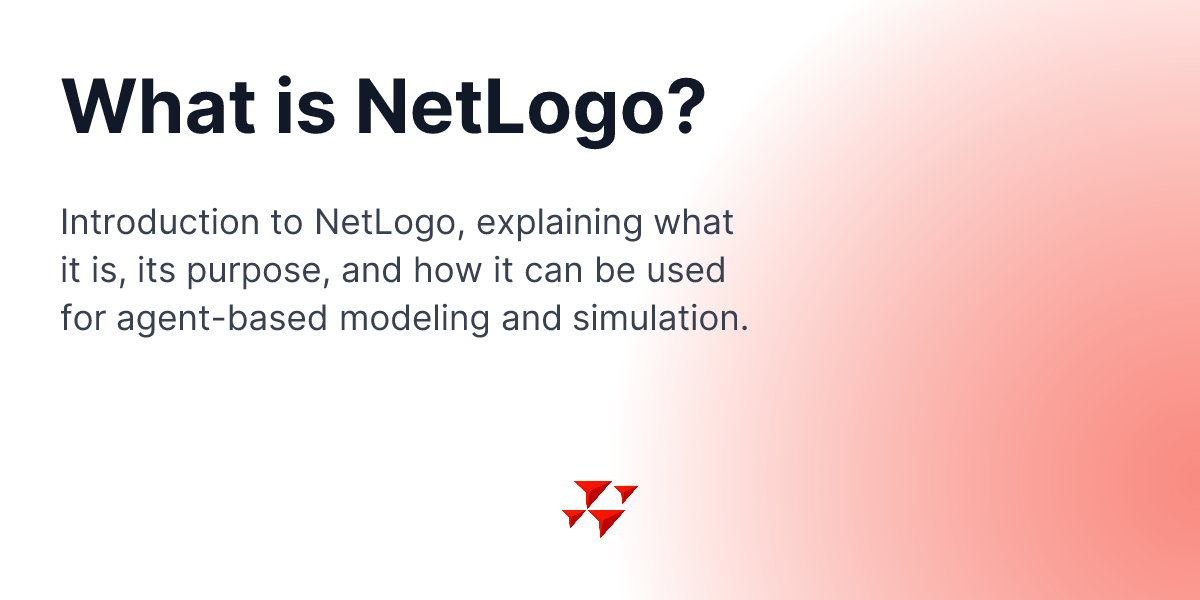 What is NetLogo?
Introduction to NetLogo, explaining what
it is, its purpose, and how it can be used
for agent-based modeling and simulation.